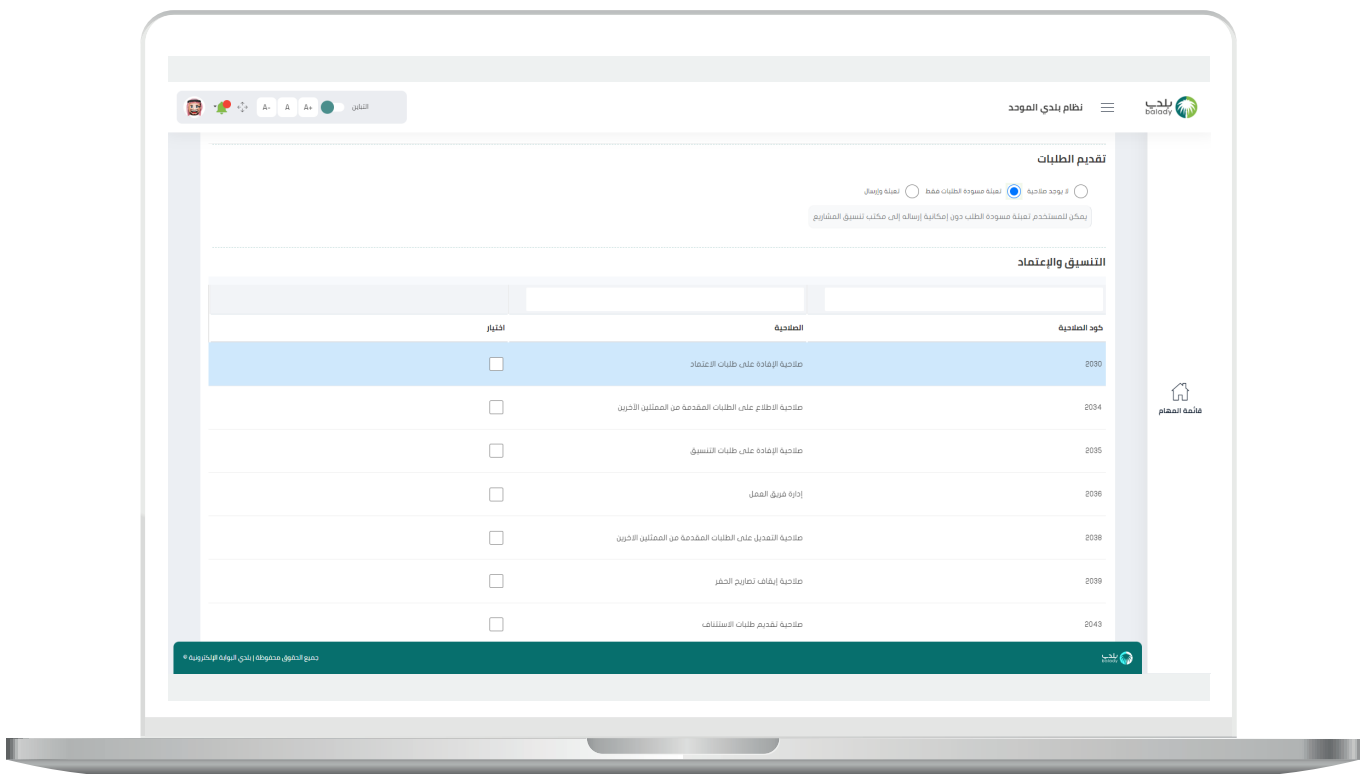 بلدي
balady
نظام بلدي الموحد
التباين
A+
A
A-
تقديم الطلبات
لا يوجد صلاحية
تعبئة مسودة الطلبات فقط
تعبئة وإرسال
يمكن للمستخدم تعبئة مسودة الطلب دون إمكانية إرساله إلى مكتب تنسيق المشاريع
التنسيق والإعتماد
كود الصلاحية الصلاحية اختيار
2030 صلاحية الإفادة على طلبات الاعتماد
2034 صلاحية الاطلاع على الطلبات المقدمة من الممثلين الأخرين
2035 صلاحية الإفادة على طلبات التنسيق
2036 إدارة فريق العمل
2038 صلاحية التعديل على الطلبات المقدمة من الممثلين الاخرين
2039 صلاحية إيقاف تصاريح الحفر
2043 صلاحية تقديم طلبات الاستئناف
قائمة المهام
بلدي
balady
جميع الحقوق محفوظة | بلدي البوابة الإلكترونية ©